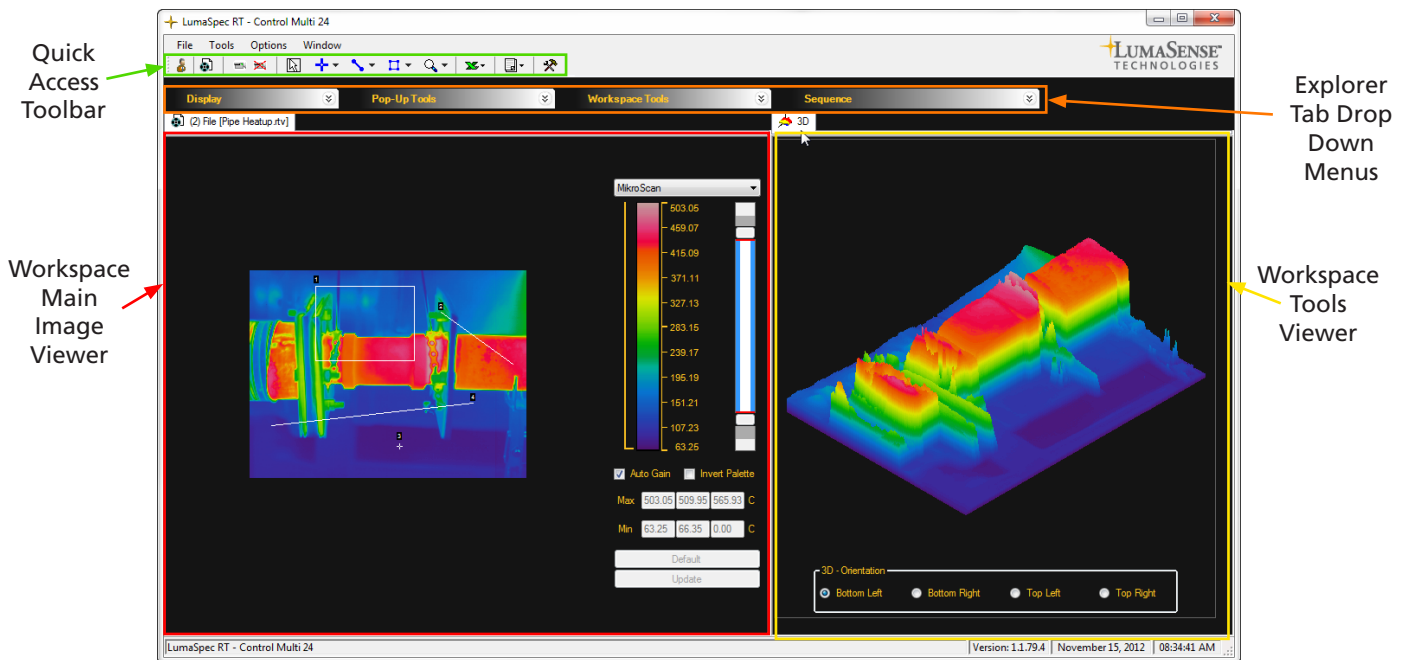 LumaSpec RT - Control Multi 24
File Tools Options Window
LUMASENSE™
TECHNOLOGIES
Quick
Access
Toolbar
Display
Pop-Up Tools
Workspace Tools
Sequence
Explorer
Tab Drop
Down
Menus
(2) File [Pipe Heatup.rtv]
3D
MikroScan
503.05
459.07
415.09
371.11
327.13
283.15
239.17
195.19
151.21
107.23
63.25
1
2
4
3
Workspace
Main
Image
Viewer
Workspace
Tools
Viewer
Auto Gain
Invert Palette
Max 503.05 509.95 565.93 C
Min 63.25 66.35 0.00 C
Default
Update
3D - Orientation
Bottom Left
Bottom Right
Top Left
Top Right
LumaSpec RT - Control Multi 24
Version: 1.1.79.4
November 15, 2012
08:34:41 AM